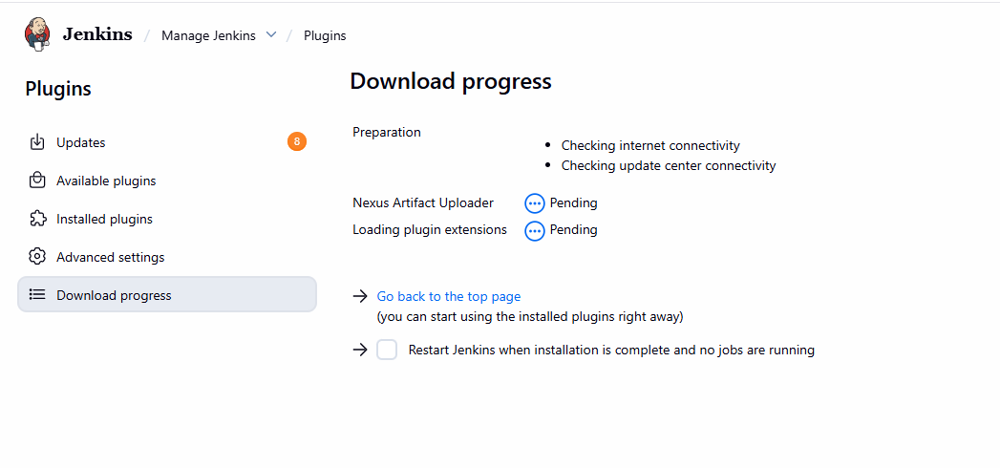 Jenkins / Manage Jenkins / Plugins
Plugins
Updates 8
Available plugins
Installed plugins
Advanced settings
Download progress
Download progress
Preparation
• Checking internet connectivity
• Checking update center connectivity
Nexus Artifact Uploader Pending
Loading plugin extensions Pending
→ Go back to the top page
(you can start using the installed plugins right away)
→ Restart Jenkins when installation is complete and no jobs are running